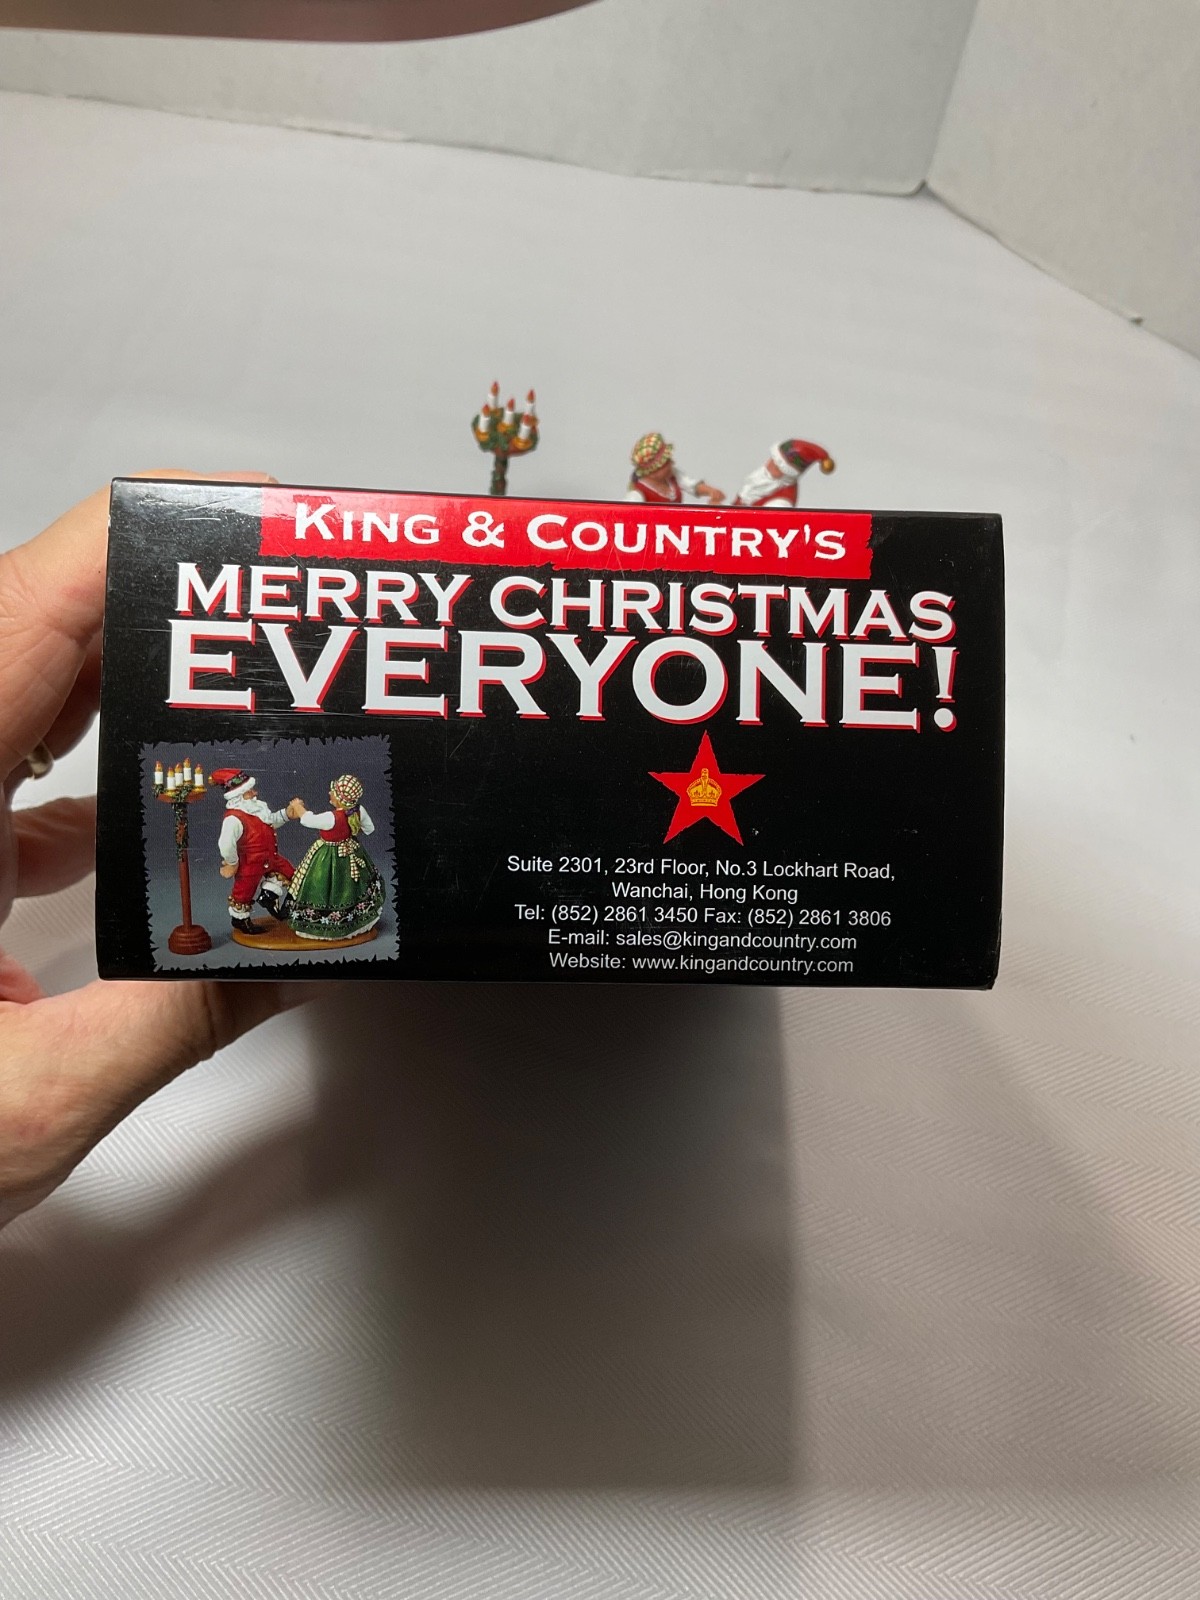 KING & COUNTRY'S
MERRY CHRISTMAS
EVERYONE!
Suite 2301, 23rd Floor, No.3 Lockhart Road,
Wanchai, Hong Kong
Tel: (852) 2861 3450 Fax: (852) 2861 3806
E-mail: sales@kingandcountry.com
Website: www.kingandcountry.com